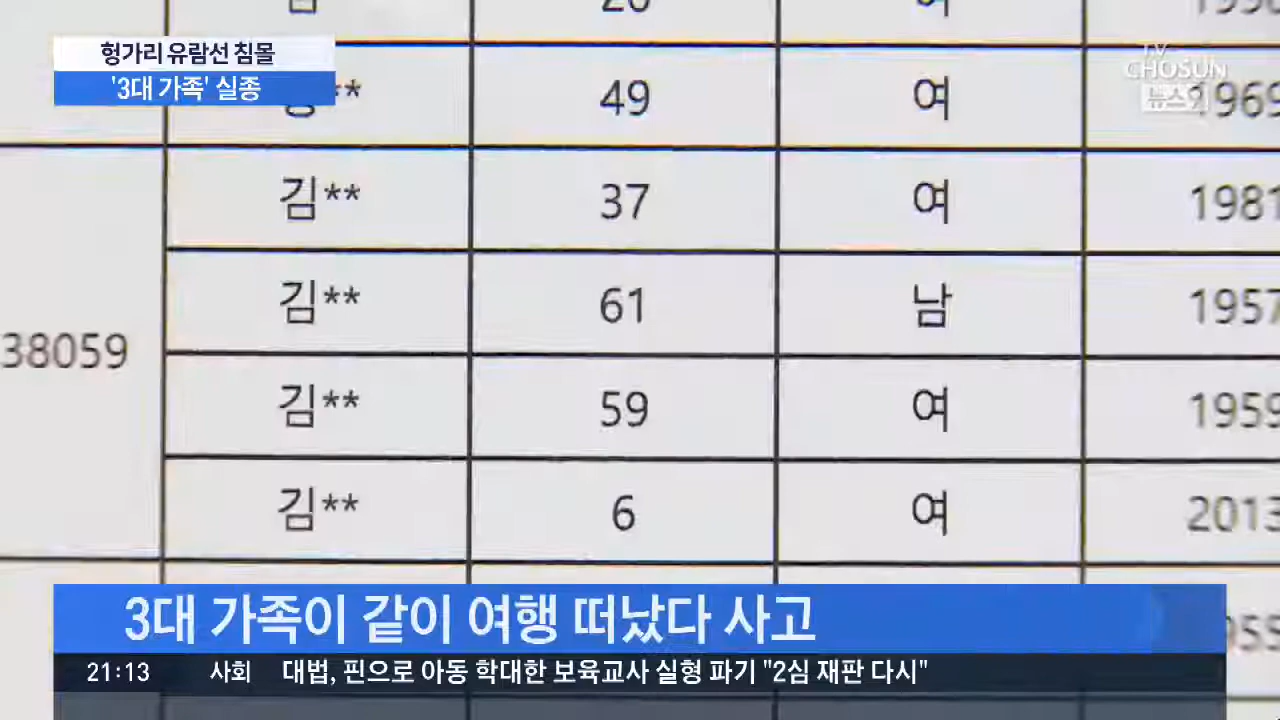 헝가리 유람선 침몰
'3대 가족' 실종
TV
CHOSUN
뉴스9
** 49 여 1969
김** 37 여 1981
김** 61 남 1957
38059
김** 59 여 1959
김** 6 여 2013
3대 가족이 같이 여행 떠났다 사고
21:13 사회 대법, 핀으로 아동 학대한 보육교사 실형 파기 "2심 재판 다시"